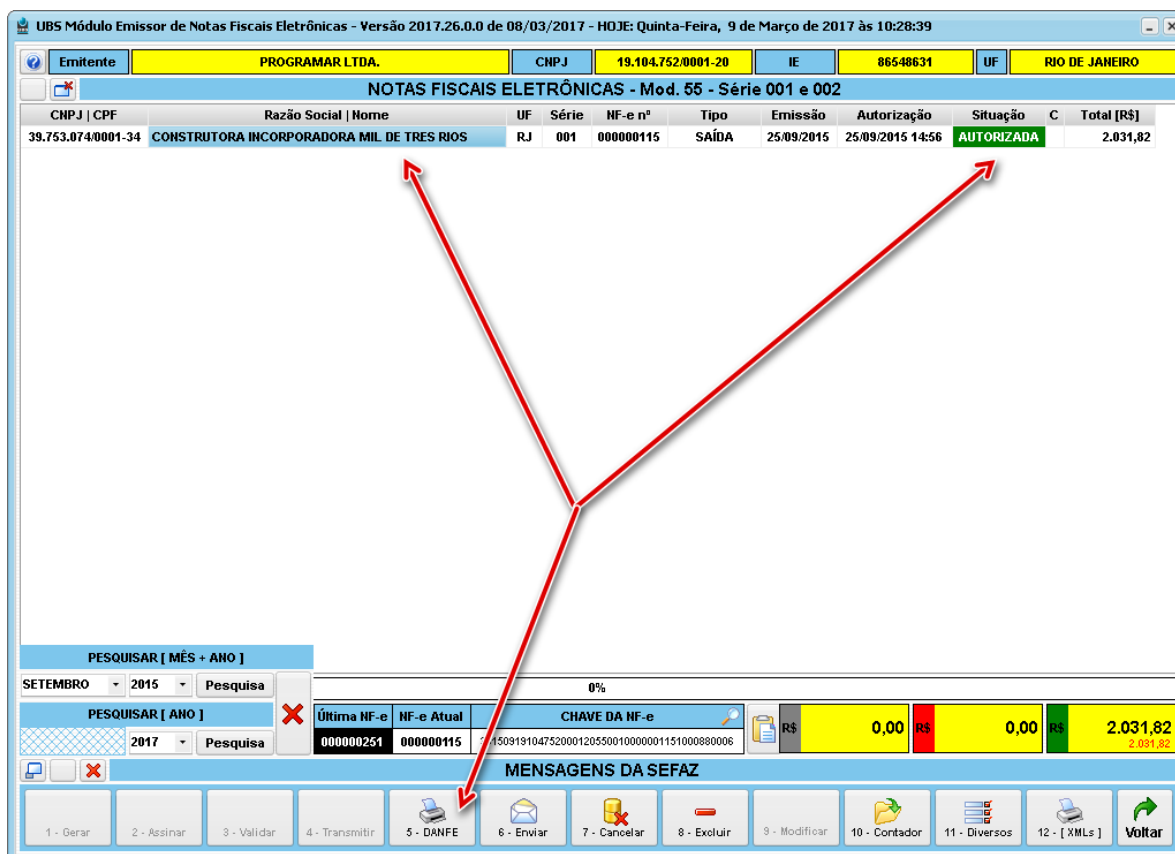 UBS Módulo Emissor de Notas Fiscais Eletrônicas - Versão 2017.26.0.0 de 08/03/2017 - HOJE: Quinta-Feira, 9 de Março de 2017 às 10:28:39
Emitente PROGRAMAR LTDA. CNPJ 19.104.752/0001-20 IE 86548631 UF RIO DE JANEIRO
NOTAS FISCAIS ELETRÔNICAS - Mod. 55 - Série 001 e 002
CNPJ | CPF Razão Social | Nome UF Série NF-e nº Tipo Emissão Autorização Situação C Total [R$]
39.753.074/0001-34 CONSTRUTORA INCORPORADORA MIL DE TRES RIOS RJ 001 000000115 SAÍDA 25/09/2015 25/09/2015 14:56 AUTORIZADA 2.031,82
PESQUISAR [ MÊS + ANO ]
SETEMBRO 2015 Pesquisa
0%
PESQUISAR [ ANO ]
2017 Pesquisa
Última NF-e NF-e Atual CHAVE DA NF-e
000000251 000000115
R$ 0,00 R$ 0,00 R$ 2.031,82
2.031,82
MENSAGENS DA SEFAZ
1 - Gerar 2 - Assinar 3 - Validar 4 - Transmitir 5 - DANFE 6 - Enviar 7 - Cancelar 8 - Excluir 9 - Modificar 10 - Contador 11 - Diversos 12 - [ XMLs ] Voltar